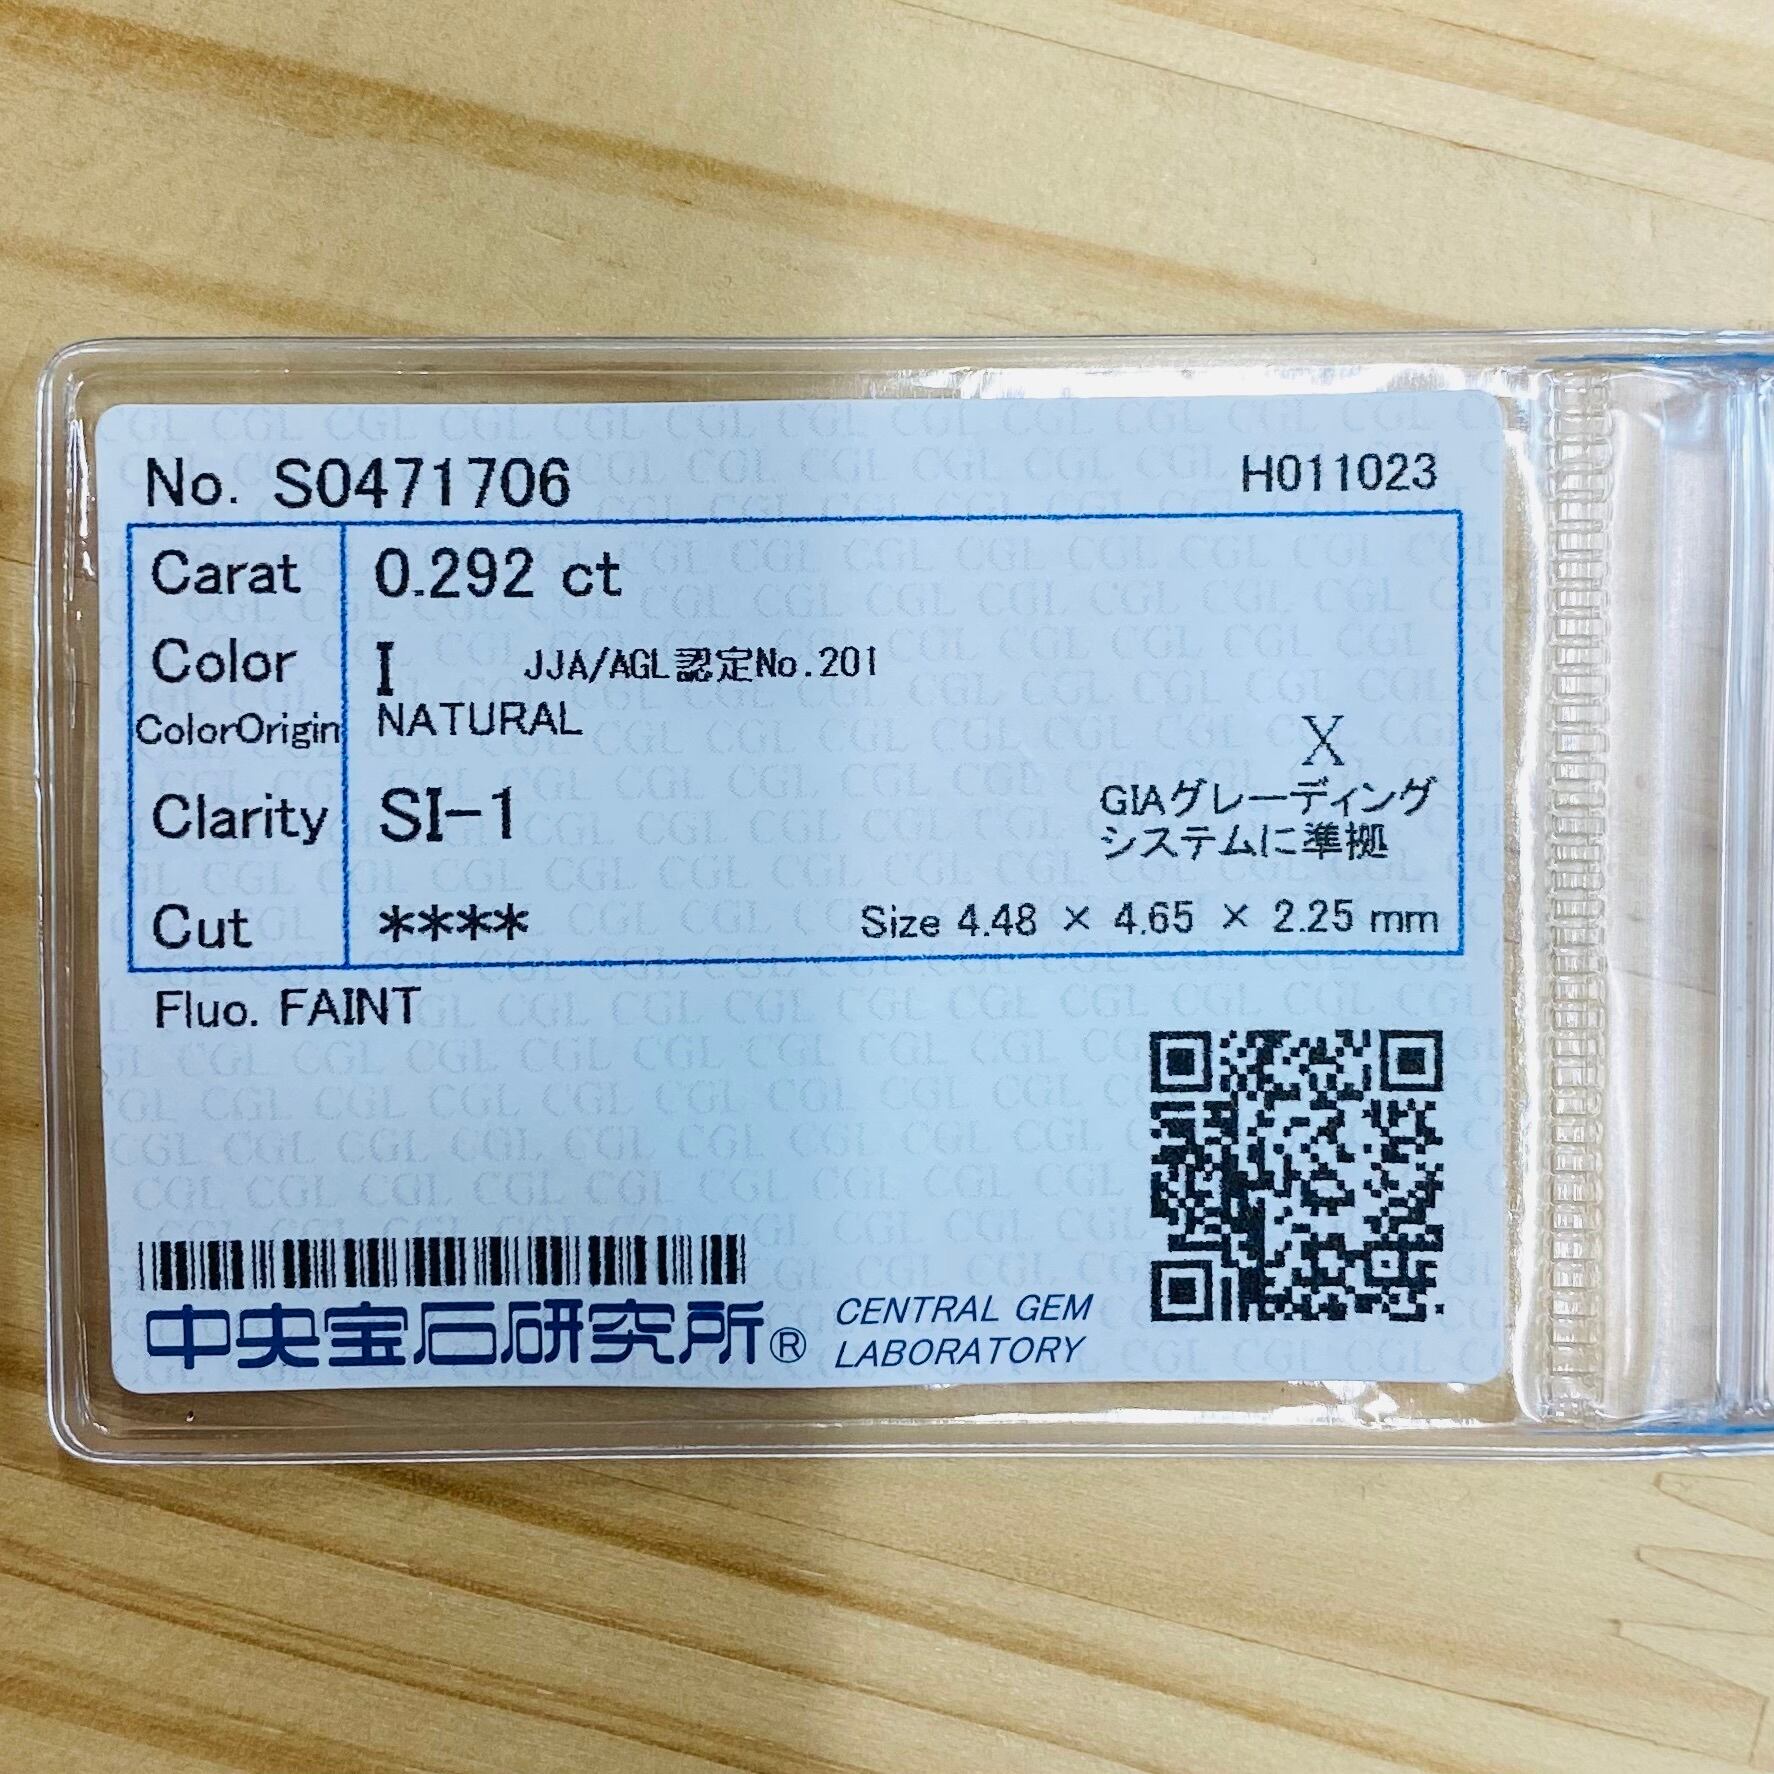 No. S0471706
H011023
Carat 0.292 ct
Color I JJA/AGL認定No.201
ColorOrigin NATURAL
X
Clarity SI-1
GIAグレーディング
システムに準拠
Cut **** Size 4.48 × 4.65 × 2.25 mm
Fluo. FAINT
中央宝石研究所® CENTRAL GEM
LABORATORY